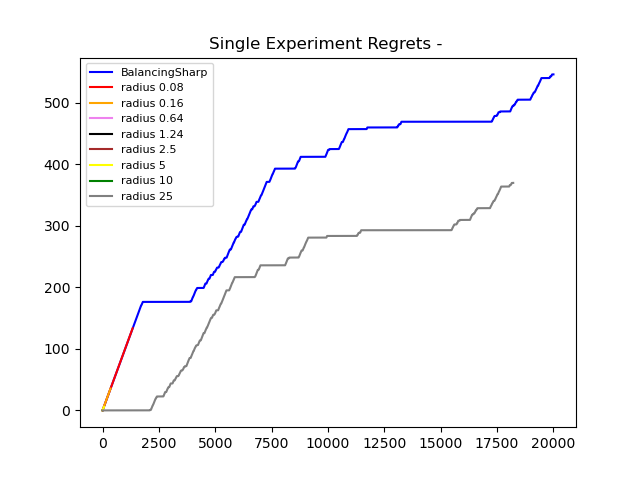 Single Experiment Regrets -
BalancingSharp
radius 0.08
radius 0.16
radius 0.64
radius 1.24
radius 2.5
radius 5
radius 10
radius 25
500
400
300
200
100
0
0 2500 5000 7500 10000 12500 15000 17500 20000